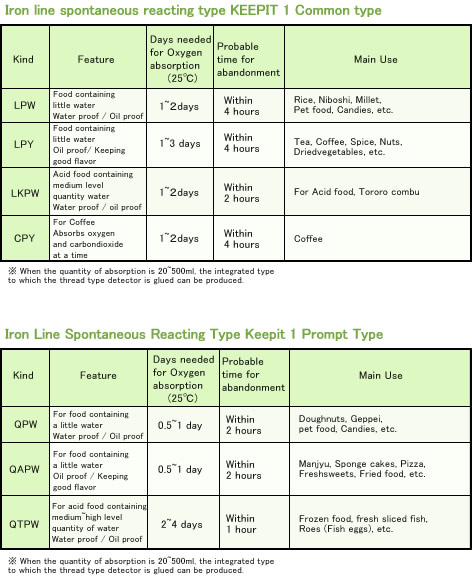 Iron line spontaneous reacting type KEEPIT 1 Common type
Kind
Feature
Days needed
for Oxygen
absorption
(25℃)
Probable
time for
abandonment
Main Use
LPW
Food containing
little water
Water proof / Oil proof
1~2days
Within
4 hours
Rice, Niboshi, Millet,
Pet food, Candies, etc.
LPY
Food containing
little water
Oil proof/ Keeping
good flavor
1~3 days
Within
4 hours
Tea, Coffee, Spice, Nuts,
Driedvegetables, etc.
LKPW
Acid food containing
medium level
quantity water
Water proof / oil proof
1~2days
Within
2 hours
For Acid food, Tororo combu
CPY
For Coffee
Absorbs oxygen
and carbondioxide
at a time
1~2days
Within
4 hours
Coffee
※ When the quantity of absorption is 20~500ml, the integrated type
to which the thread type detector is glued can be produced.
Iron Line Spontaneous Reacting Type Keepit 1 Prompt Type
Kind
Feature
Days needed
for Oxygen
absorption
(25℃)
Probable
time for
abandonment
Main Use
QPW
For food containing
a little water
Water proof / Oil proof
0.5~1 day
Within
2 hours
Doughnuts, Geppei,
pet food, Candies, etc.
QAPW
For food containing
a little water
Oil proof / Keeping
good flavor
0.5~1 day
Within
2 hours
Manjyu, Sponge cakes, Pizza,
Freshsweets, Fried food, etc.
QTPW
For acid food containing
medium~high level
quantity of water
Water proof / Oil proof
2~4 days
Within
1 hour
Frozen food, fresh sliced fish,
Roes (Fish eggs), etc.
※ When the quantity of absorption is 20~500ml, the integrated type
to which the thread type detector is glued can be produced.